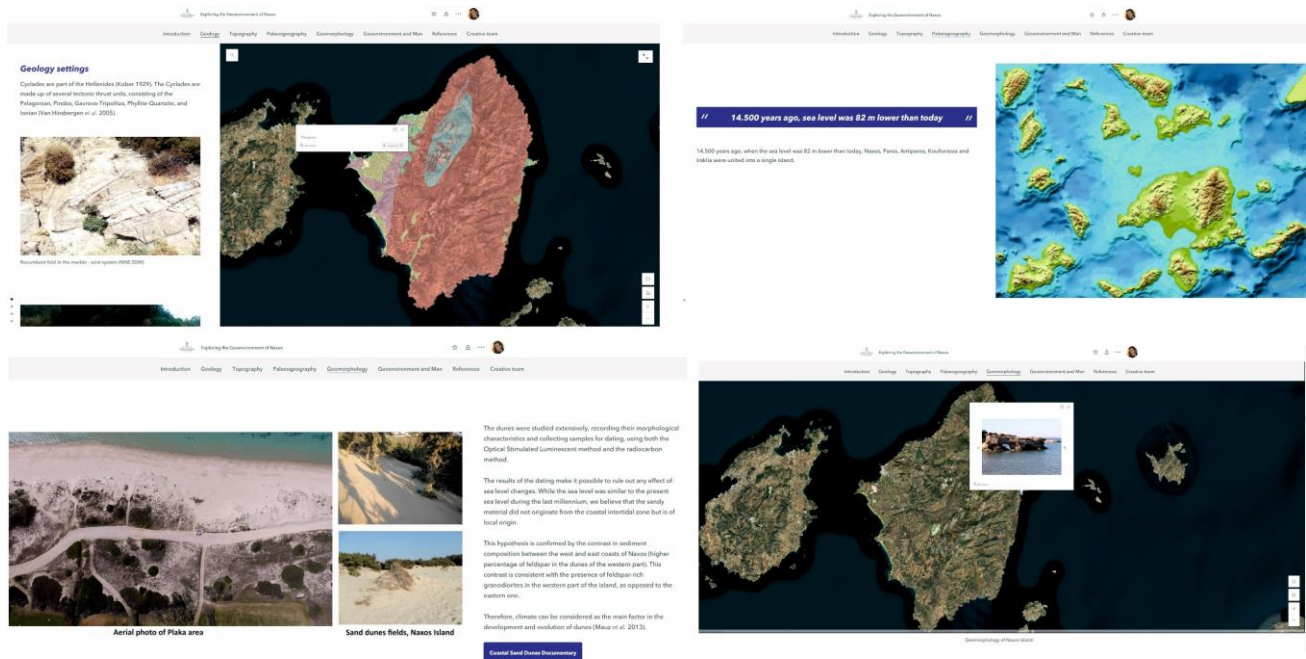 Exploring the Geoenvironment of Naxos
Introduction Geology Topography Palaeogeography Geomorphology Geoenvironment and Man References Creative team
Geology settings
Cyclades are part of the Hellenides (Kober 1929). The Cyclades are
made up of several tectonic thrust units, consisting of the
Pelagonian, Pindos, Gavrovo-Tripolitza, Phyllite-Quartzite, and
Ionian (Van Hinsbergen et al. 2005).
Recumbent fold in the marble - scist system (NNE-SSW).
Exploring the Geoenvironment of Naxos
Introduction Geology Topography Palaeogeography Geomorphology Geoenvironment and Man References Creative team
" 14.500 years ago, sea level was 82 m lower than today "
14.500 years ago, when the sea level was 82 m lower than today, Naxos, Paros, Antiparos, Koufonissia and
Iraklia were united into a single island.
Exploring the Geoenvironment of Naxos
Introduction Geology Topography Palaeogeography Geomorphology Geoenvironment and Man References Creative team
Aerial photo of Plaka area
Sand dunes fields, Naxos Island
The dunes were studied extensively, recording their morphological
characteristics and collecting samples for dating, using both the
Optical Stimulated Luminescent method and the radiocarbon
method.
The results of the dating make it possible to rule out any effect of
sea level changes. While the sea level was similar to the present
sea level during the last millennium, we believe that the sandy
material did not originate from the coastal intertidal zone but is of
local origin.
This hypothesis is confirmed by the contrast in sediment
composition between the west and east coasts of Naxos (higher
percentage of feldspar in the dunes of the western part). This
contrast is consistent with the presence of feldspar-rich
granodiorites in the western part of the island, as opposed to the
eastern one.
Therefore, climate can be considered as the main factor in the
development and evolution of dunes (Mauz et al. 2013).
Coastal Sand Dunes Documentary
Exploring the Geoenvironment of Naxos
Introduction Geology Topography Palaeogeography Geomorphology Geoenvironment and Man References Creative team
Geomorphology of Naxos Island.